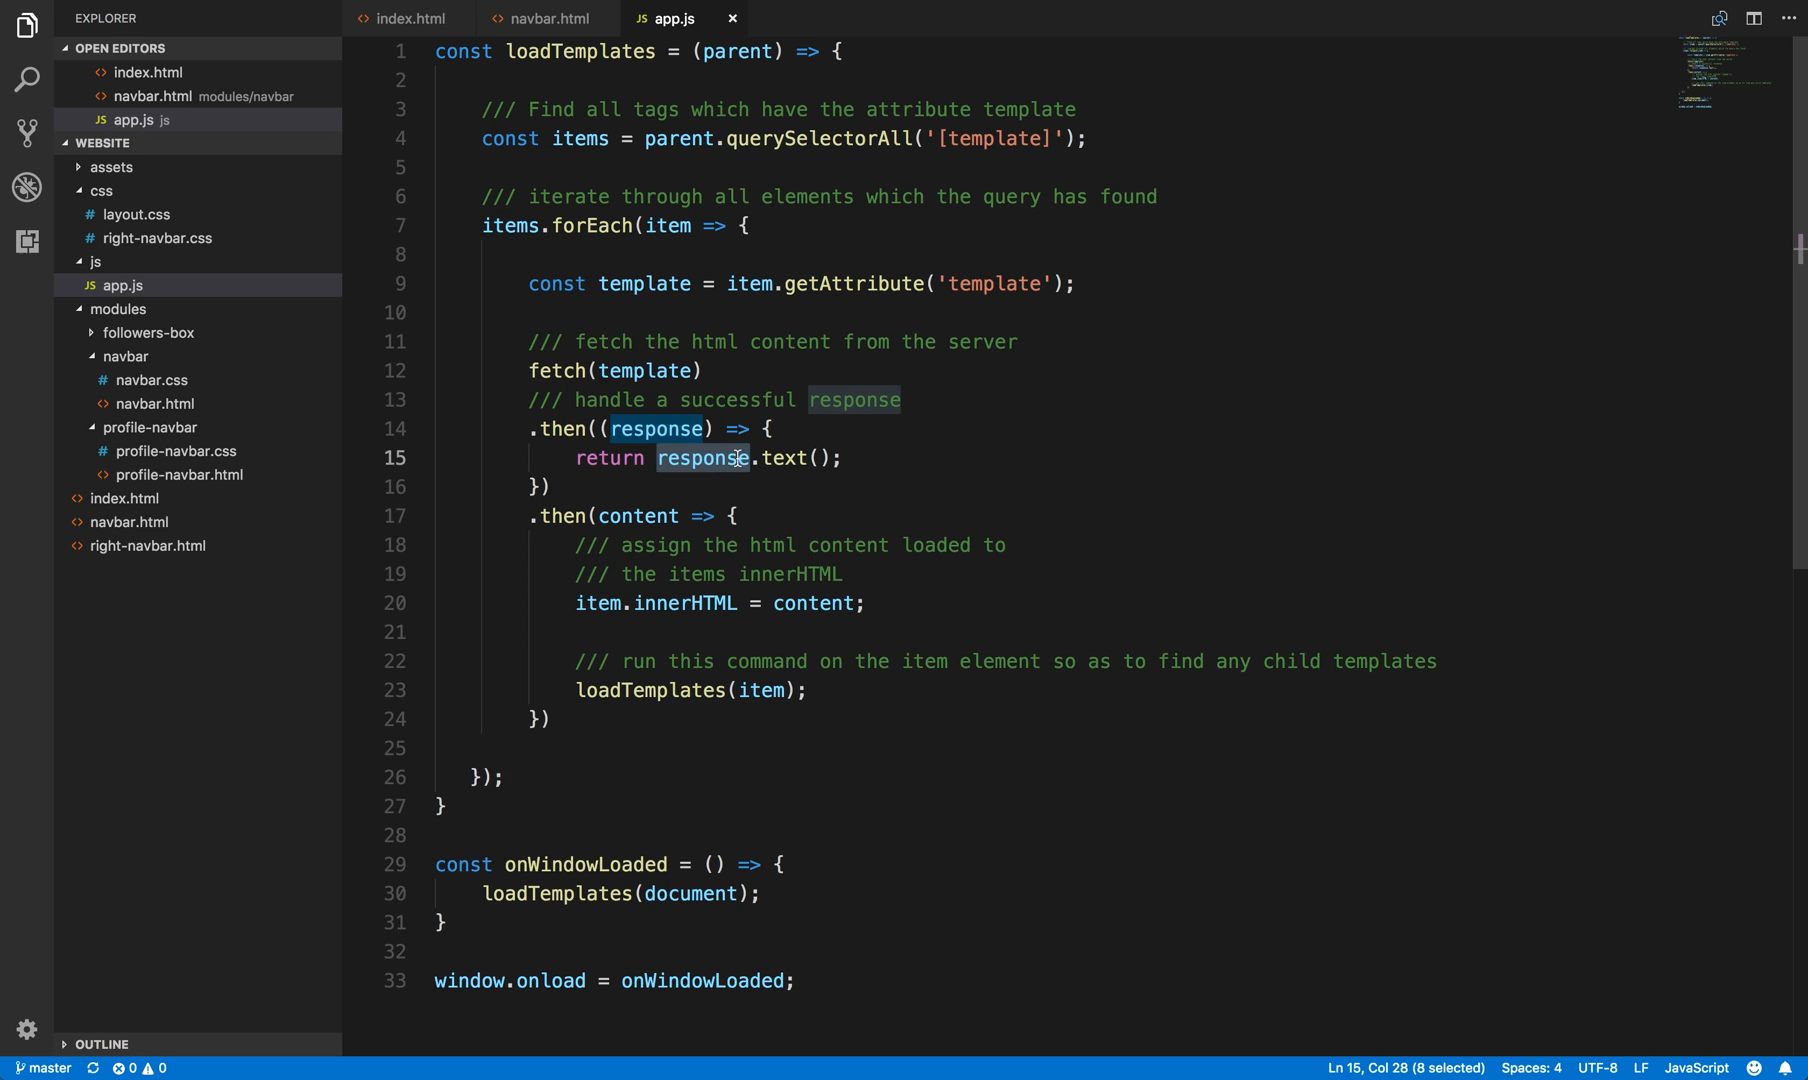 EXPLORER
OPEN EDITORS
<> index.html
<> navbar.html modules/navbar
JS app.js js
WEBSITE
assets
css
# layout.css
# right-navbar.css
js
JS app.js
modules
followers-box
navbar
# navbar.css
<> navbar.html
profile-navbar
# profile-navbar.css
<> profile-navbar.html
<> index.html
<> navbar.html
<> right-navbar.html
OUTLINE
<> index.html <> navbar.html JS app.js ×
1 const loadTemplates = (parent) => {
2
3 /// Find all tags which have the attribute template
4 const items = parent.querySelectorAll('[template]');
5
6 /// iterate through all elements which the query has found
7 items.forEach(item => {
8
9 const template = item.getAttribute('template');
10
11 /// fetch the html content from the server
12 fetch(template)
13 /// handle a successful response
14 .then((response) => {
15 return response.text();
16 })
17 .then(content => {
18 /// assign the html content loaded to
19 /// the items innerHTML
20 item.innerHTML = content;
21
22 /// run this command on the item element so as to find any child templates
23 loadTemplates(item);
24 })
25
26 });
27 }
28
29 const onWindowLoaded = () => {
30 loadTemplates(document);
31 }
32
33 window.onload = onWindowLoaded;
master 0 0 Ln 15, Col 28 (8 selected) Spaces: 4 UTF-8 LF JavaScript